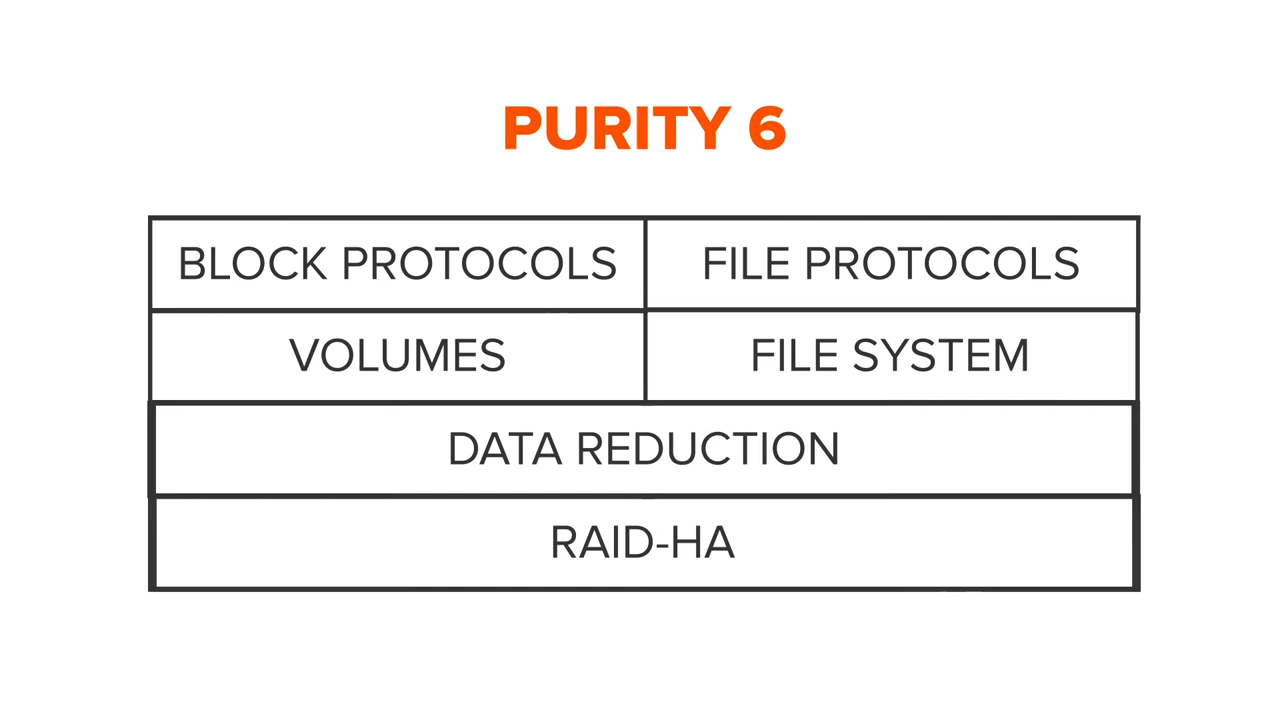 PURITY 6
BLOCK PROTOCOLS
FILE PROTOCOLS
VOLUMES
FILE SYSTEM
DATA REDUCTION
RAID-HA